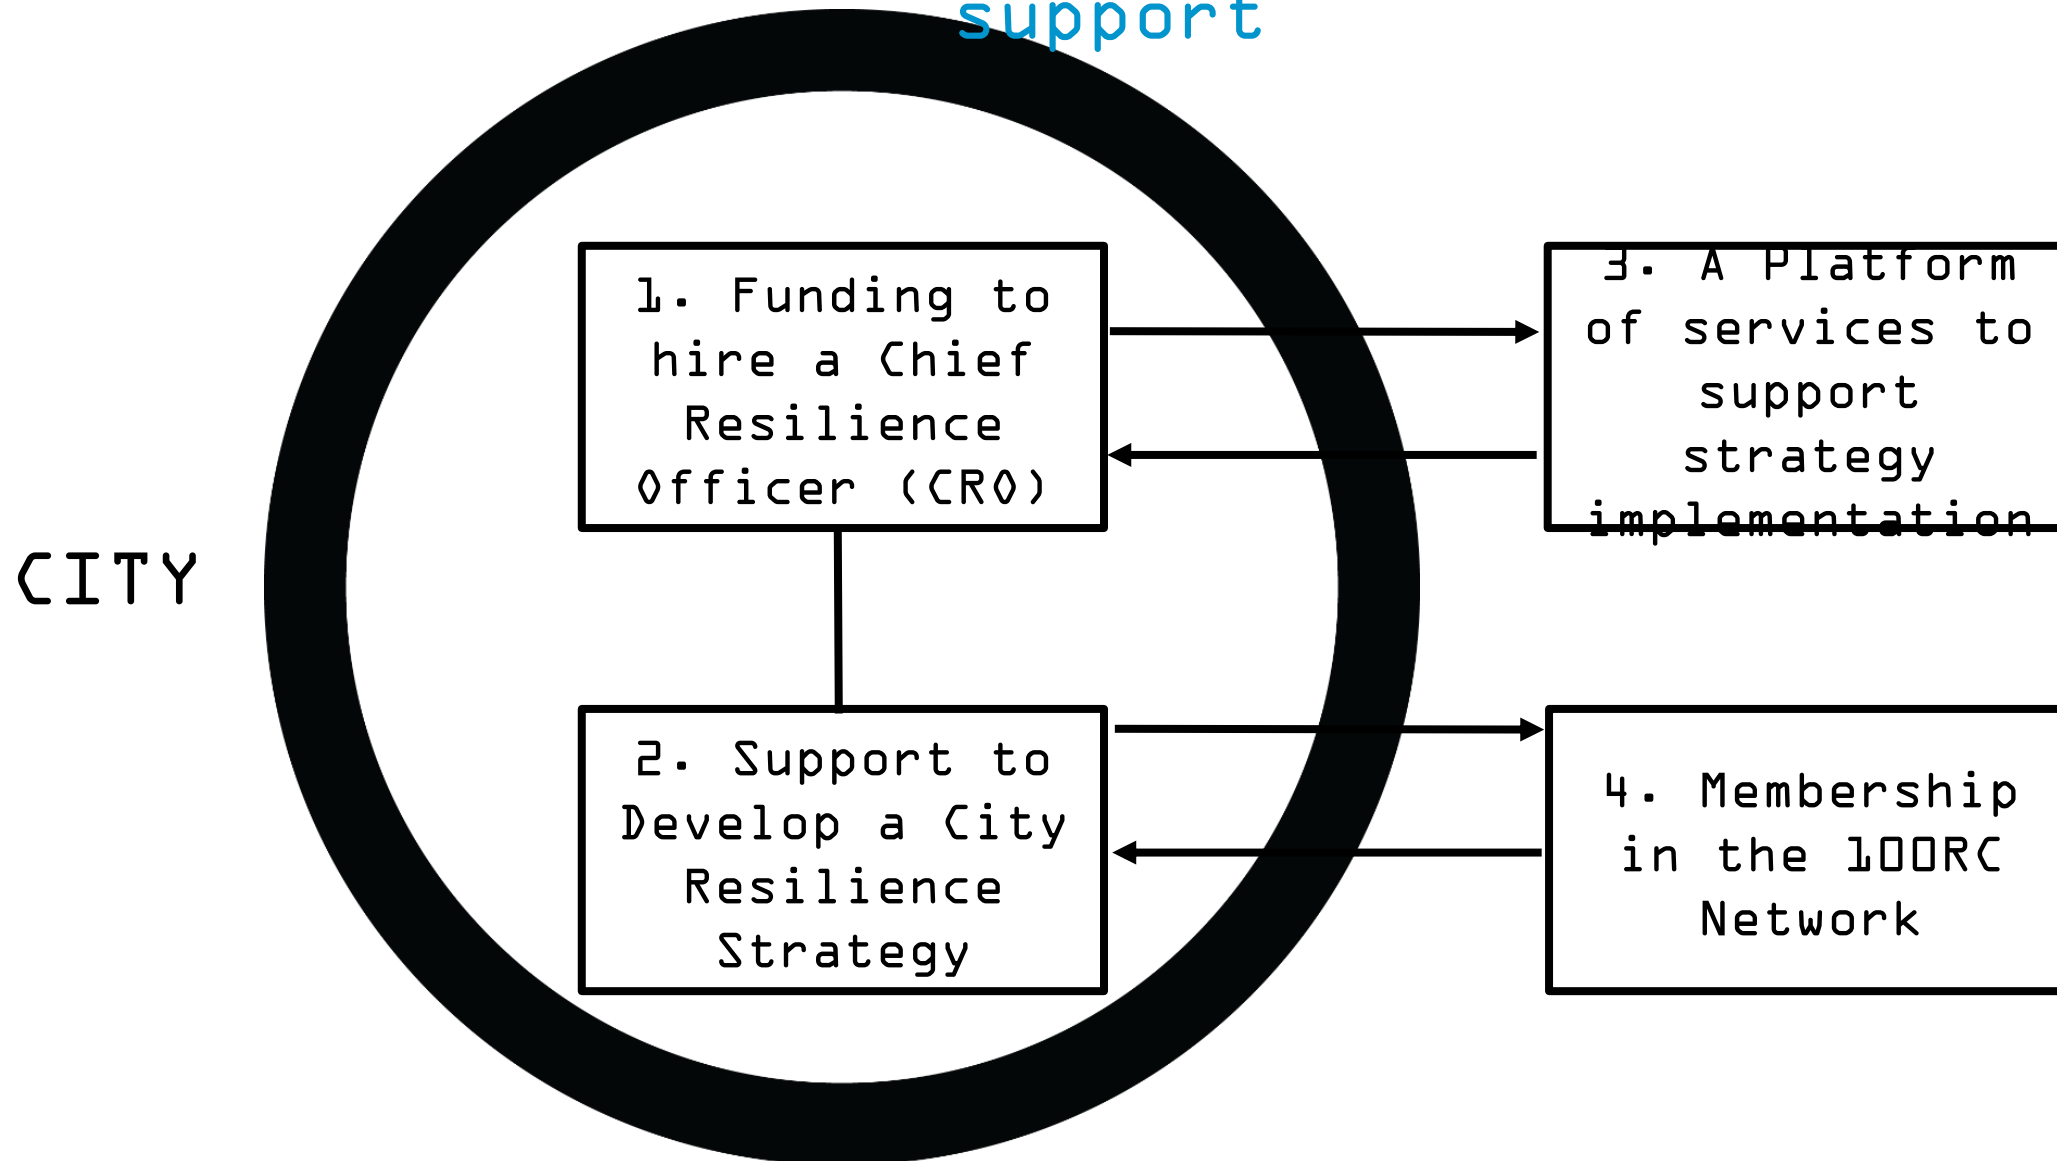 support
1. Funding to
hire a Chief
Resilience
Officer (CRO)
3. A Platform
of services to
support
strategy
implementation
CITY
2. Support to
Develop a City
Resilience
Strategy
4. Membership
in the 100RC
Network